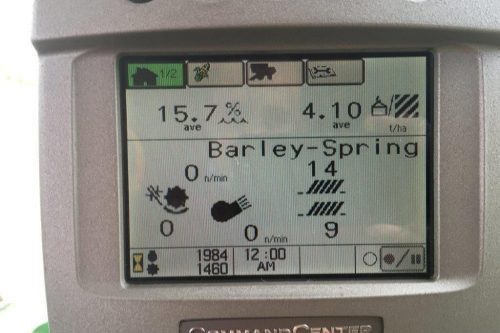 1/2
15.7 %
ave
4.10 t/ha
ave
Barley-Spring
0 n/min
14
0
0 n/min
9
1984
1460
12:00
AM
COMMANDCENTER